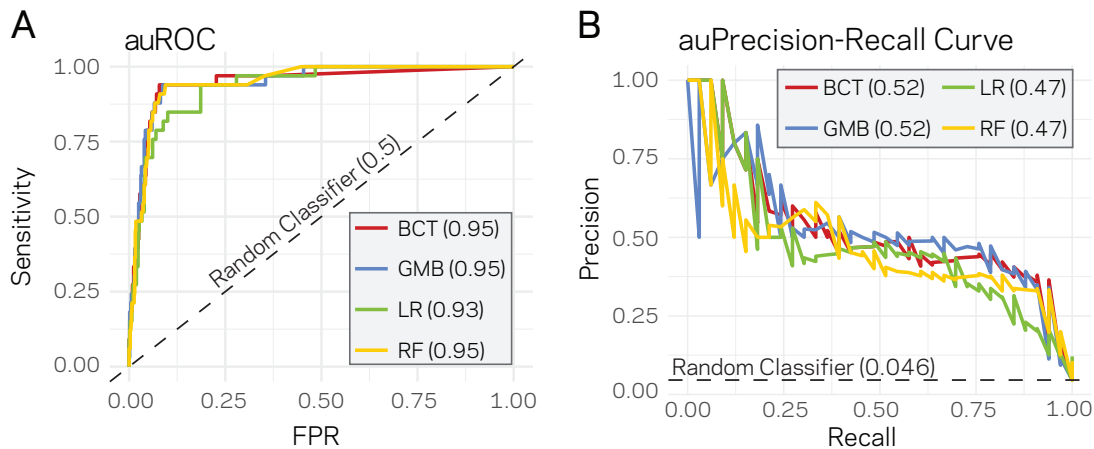 A
auROC
1.00
0.75
0.50
0.25
0.00
Sensitivity
Random Classifier (0.5)
BCT (0.95)
GMB (0.95)
LR (0.93)
RF (0.95)
0.00
0.25
0.50
0.75
1.00
FPR
B
auPrecision-Recall Curve
1.00
0.75
0.50
0.25
0.00
Precision
BCT (0.52)
LR (0.47)
GMB (0.52)
RF (0.47)
Random Classifier (0.046)
0.00
0.25
0.50
0.75
1.00
Recall